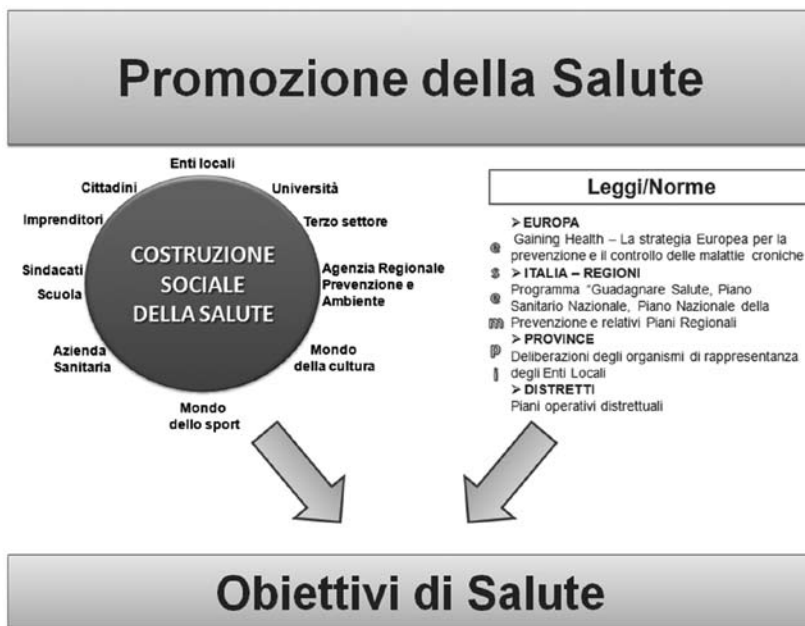 Promozione della Salute
Enti locali
Cittadini
Università
Imprenditori
Terzo settore
COSTRUZIONE
SOCIALE
DELLA SALUTE
Sindacati
Scuola
Agenzia Regionale
Prevenzione e
Ambiente
Azienda
Sanitaria
Mondo
della cultura
Mondo
dello sport
Leggi/Norme
esempi
➢ EUROPA
Gaining Health – La strategia Europea per la
prevenzione e il controllo delle malattie croniche
➢ ITALIA – REGIONI
Programma "Guadagnare Salute, Piano
Sanitario Nazionale, Piano Nazionale della
Prevenzione e relativi Piani Regionali
➢ PROVINCE
Deliberazioni degli organismi di rappresentanza
degli Enti Locali
➢ DISTRETTI
Piani operativi distrettuali
Obiettivi di Salute